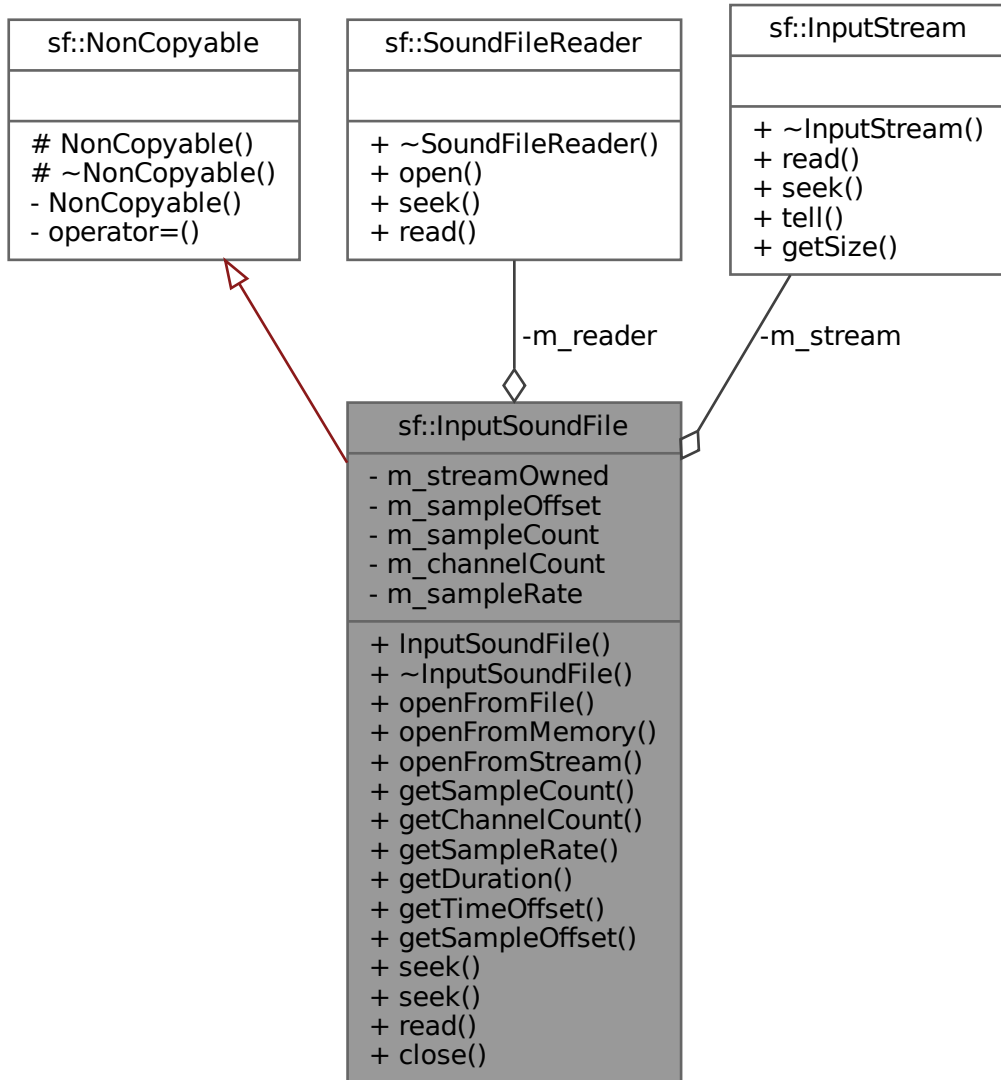 sf::NonCopyable
# NonCopyable()
# ~NonCopyable()
- NonCopyable()
- operator=()
sf::SoundFileReader
+ ~SoundFileReader()
+ open()
+ seek()
+ read()
sf::InputStream
+ ~InputStream()
+ read()
+ seek()
+ tell()
+ getSize()
-m_reader
-m_stream
sf::InputSoundFile
- m_streamOwned
- m_sampleOffset
- m_sampleCount
- m_channelCount
- m_sampleRate
+ InputSoundFile()
+ ~InputSoundFile()
+ openFromFile()
+ openFromMemory()
+ openFromStream()
+ getSampleCount()
+ getChannelCount()
+ getSampleRate()
+ getDuration()
+ getTimeOffset()
+ getSampleOffset()
+ seek()
+ seek()
+ read()
+ close()